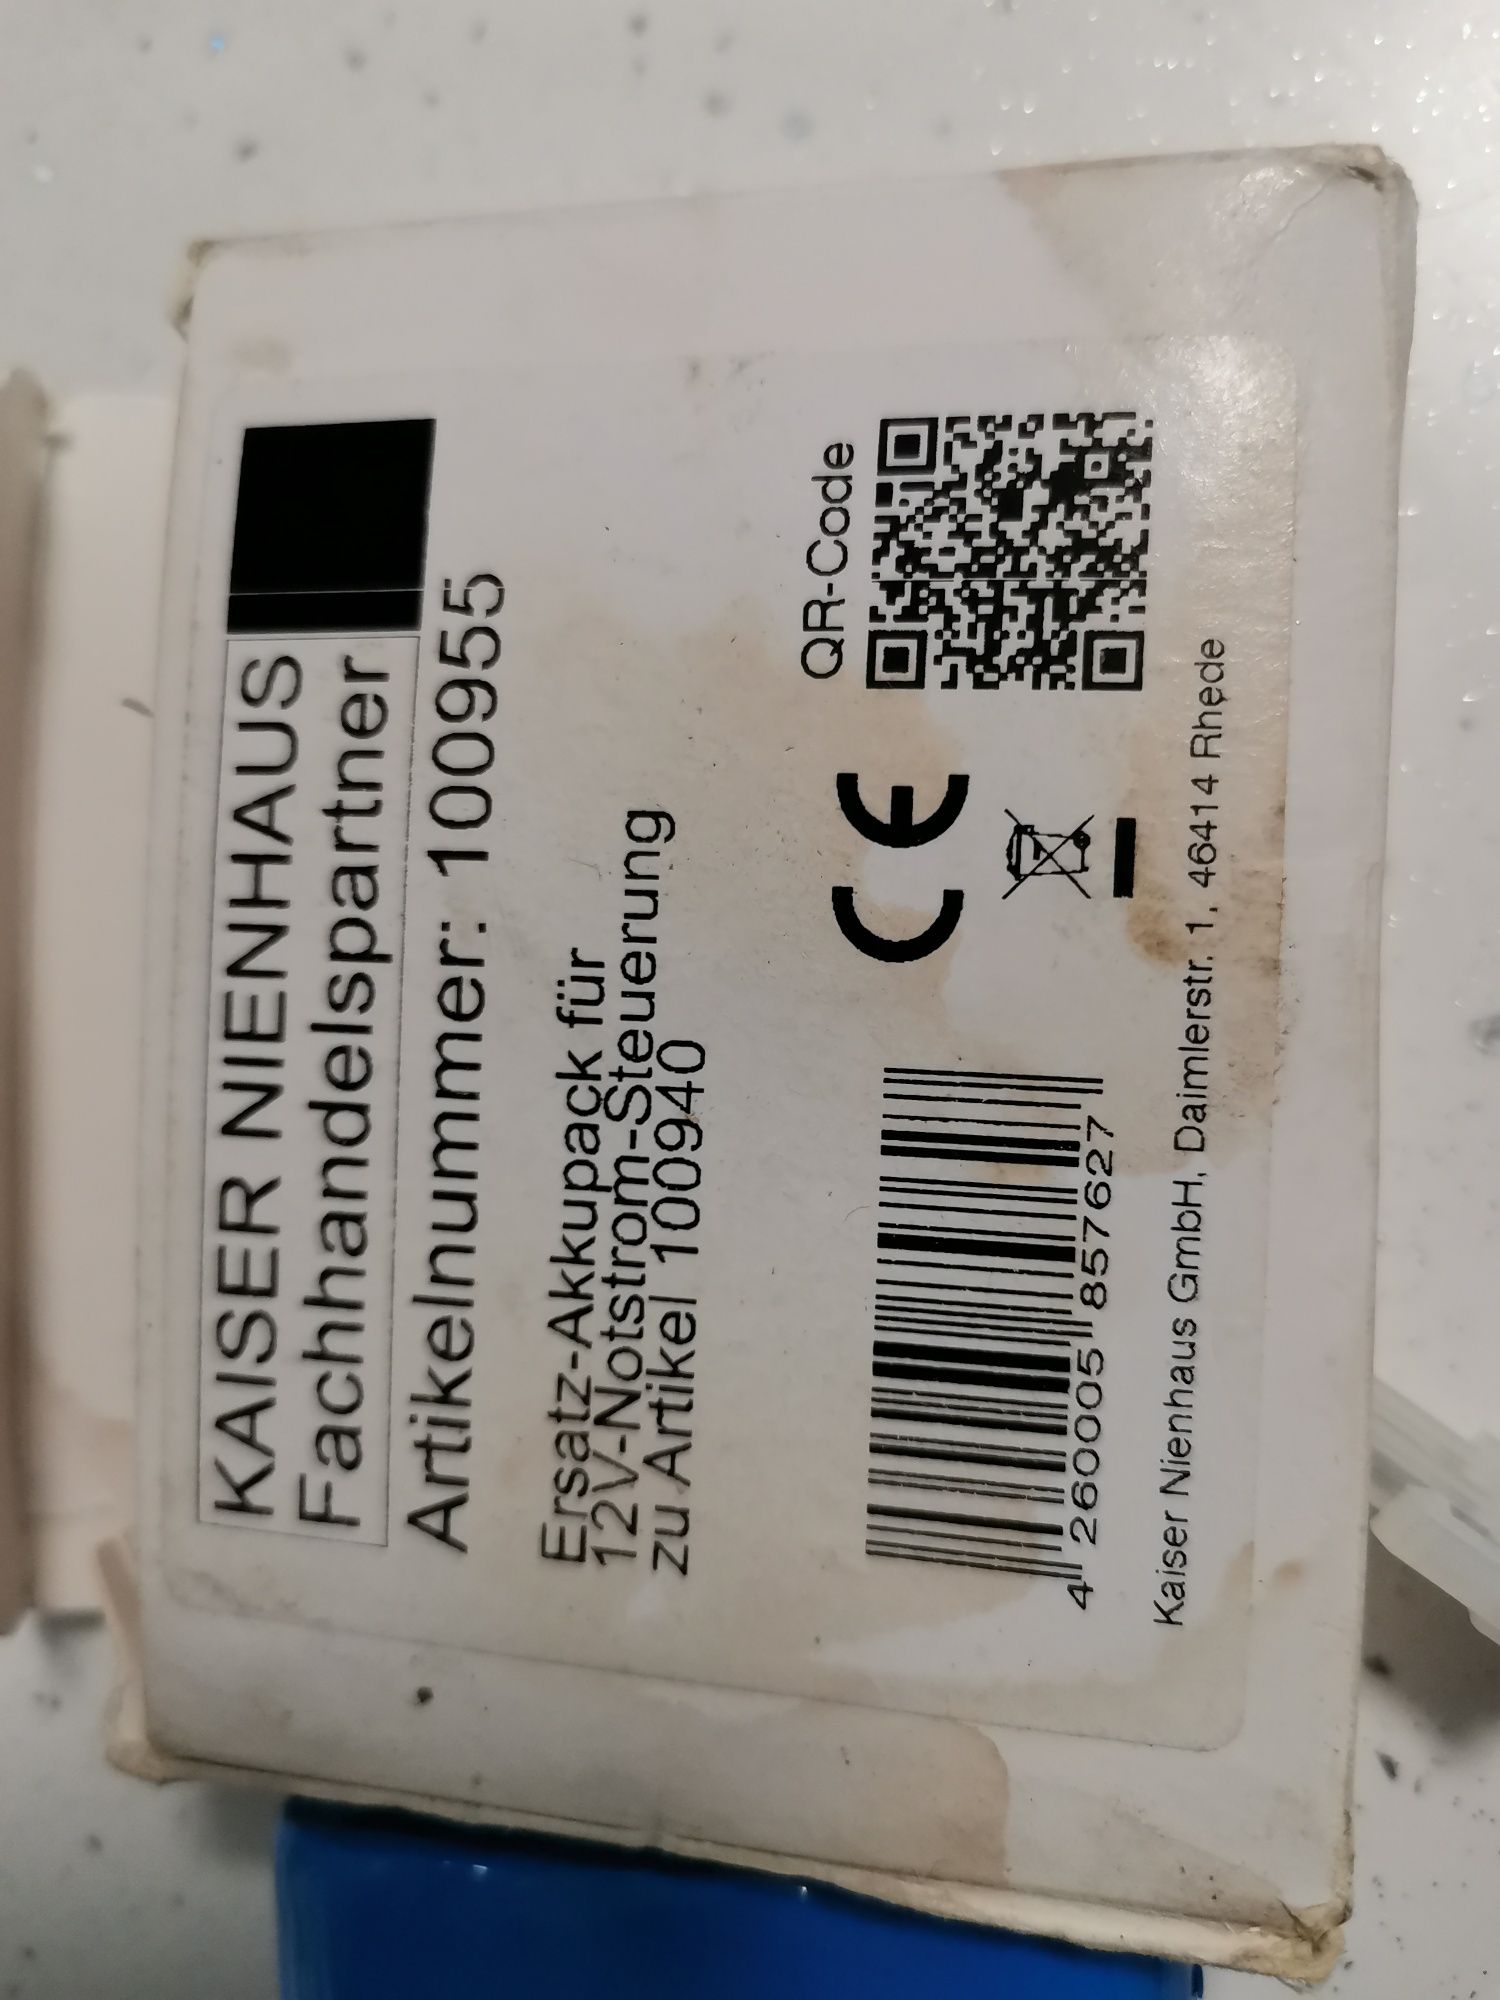 KAISER NIENHAUS
Fachhandelspartner
Artikelnummer: 100955
Ersatz-Akkupack für
12V-Notstrom-Steuerung
zu Artikel 100940
QR-Code
CE
4 260005 857627
Kaiser Nienhaus GmbH, Daimlerstr. 1, 46414 Rhede